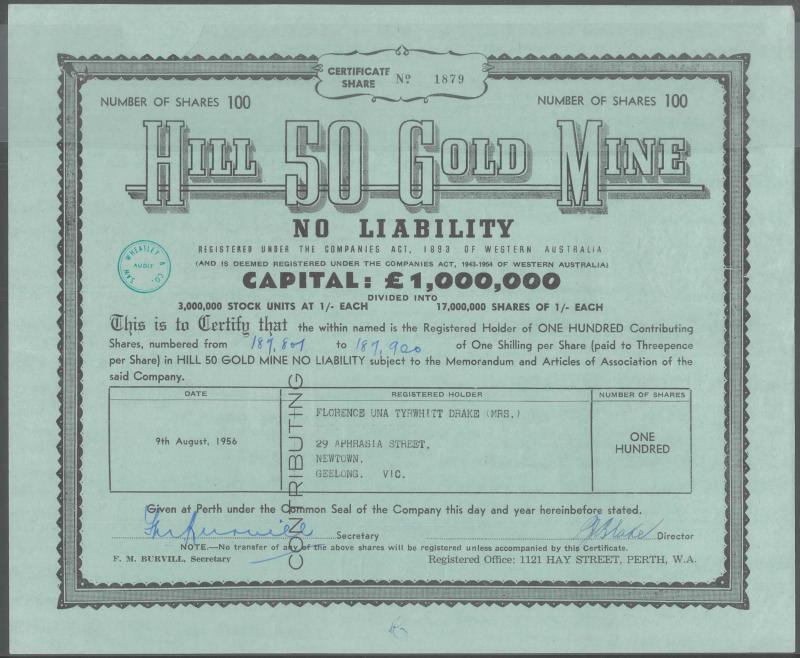 CERTIFICATE
SHARE No 1879
NUMBER OF SHARES 100
NUMBER OF SHARES 100
HILL 50 GOLD MINE
NO LIABILITY
REGISTERED UNDER THE COMPANIES ACT, 1893 OF WESTERN AUSTRALIA
(AND IS DEEMED REGISTERED UNDER THE COMPANIES ACT, 1943-1954 OF WESTERN AUSTRALIA)
SAW WHEATLEY & CO.
AUDIT
CAPITAL: £1,000,000
DIVIDED INTO
3,000,000 STOCK UNITS AT 1/- EACH 17,000,000 SHARES OF 1/- EACH
This is to Certify that the within named is the Registered Holder of ONE HUNDRED Contributing
Shares, numbered from 187,801 to 187,900 of One Shilling per Share (paid to Threepence
per Share) in HILL 50 GOLD MINE NO LIABILITY subject to the Memorandum and Articles of Association of the
said Company.
DATE REGISTERED HOLDER NUMBER OF SHARES
FLORENCE UNA TYRWHITT DRAKE (MRS.)
9th August, 1956 29 APHRASIA STREET, ONE
NEWTOWN, HUNDRED
GEELONG. VIC.
CONTRIBUTING
Given at Perth under the Common Seal of the Company this day and year hereinbefore stated.
Secretary Director
NOTE.—No transfer of any of the above shares will be registered unless accompanied by this Certificate.
F. M. BURVILL, Secretary Registered Office: 1121 HAY STREET, PERTH, W.A.